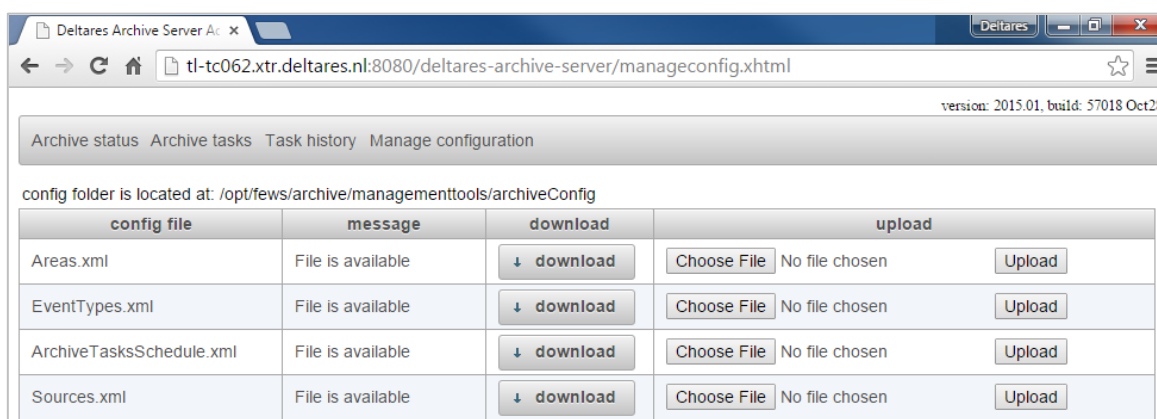 Deltares Archive Server Ac
Deltares
tl-tc062.xtr.deltares.nl:8080/deltares-archive-server/manageconfig.xhtml
version: 2015.01, build: 57018 Oct2
Archive status Archive tasks Task history Manage configuration
config folder is located at: /opt/fews/archive/managementtools/archiveConfig
config file message download upload
Areas.xml File is available download Choose File No file chosen Upload
EventTypes.xml File is available download Choose File No file chosen Upload
ArchiveTasksSchedule.xml File is available download Choose File No file chosen Upload
Sources.xml File is available download Choose File No file chosen Upload